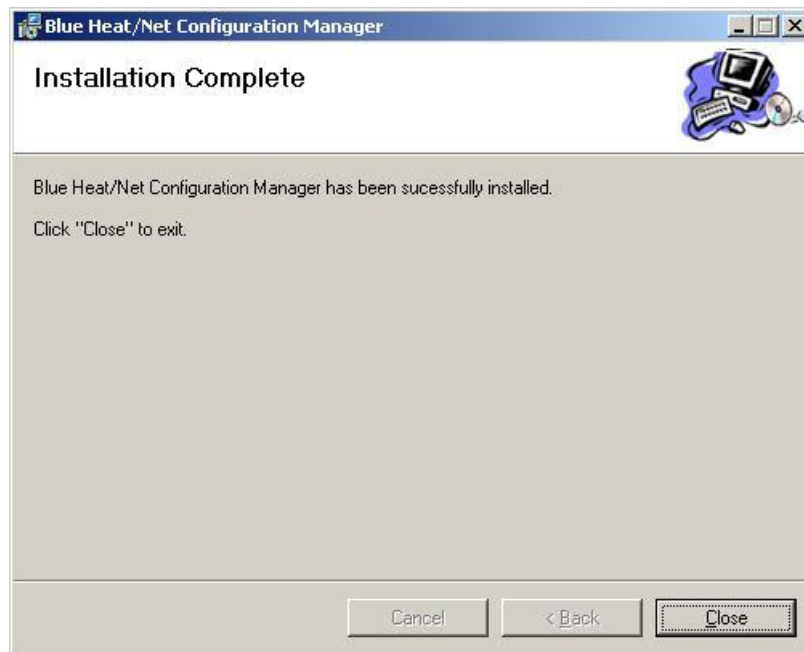 Blue Heat/Net Configuration Manager
Installation Complete
Blue Heat/Net Configuration Manager has been sucessfully installed.
Click "Close" to exit.
Cancel
< Back
Close